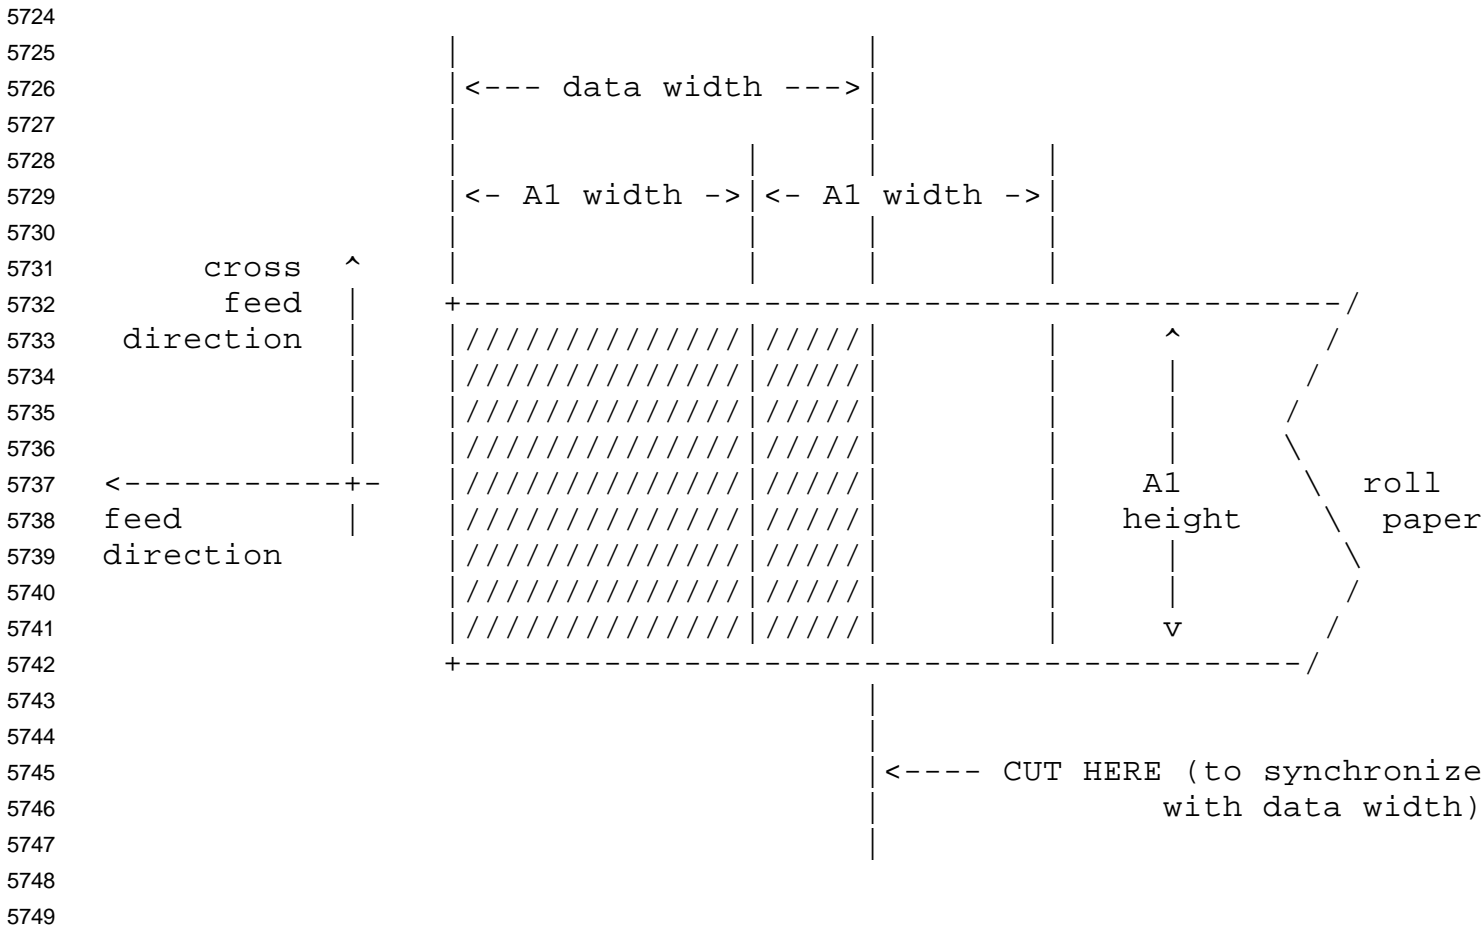 5724
5725 | |
5726 |<--- data width --->|
5727 | |
5728 | | | |
5729 |<- A1 width ->|<- A1 width ->|
5730 | | | |
5731 cross ^ | | | |
5732 feed | +--------------------------------------------/
5733 direction | |//////////////|/////| | ^ /
5734 | |//////////////|/////| | | /
5735 | |//////////////|/////| | | /
5736 | |//////////////|/////| | | \
5737 <-----------+- |//////////////|/////| | A1 \ roll
5738 feed | |//////////////|/////| | height \ paper
5739 direction |//////////////|/////| | | \
5740 |//////////////|/////| | | /
5741 |//////////////|/////| | v /
5742 +------------------------------------------/
5743 |
5744 |
5745 |<---- CUT HERE (to synchronize
5746 | with data width)
5747 |
5748
5749